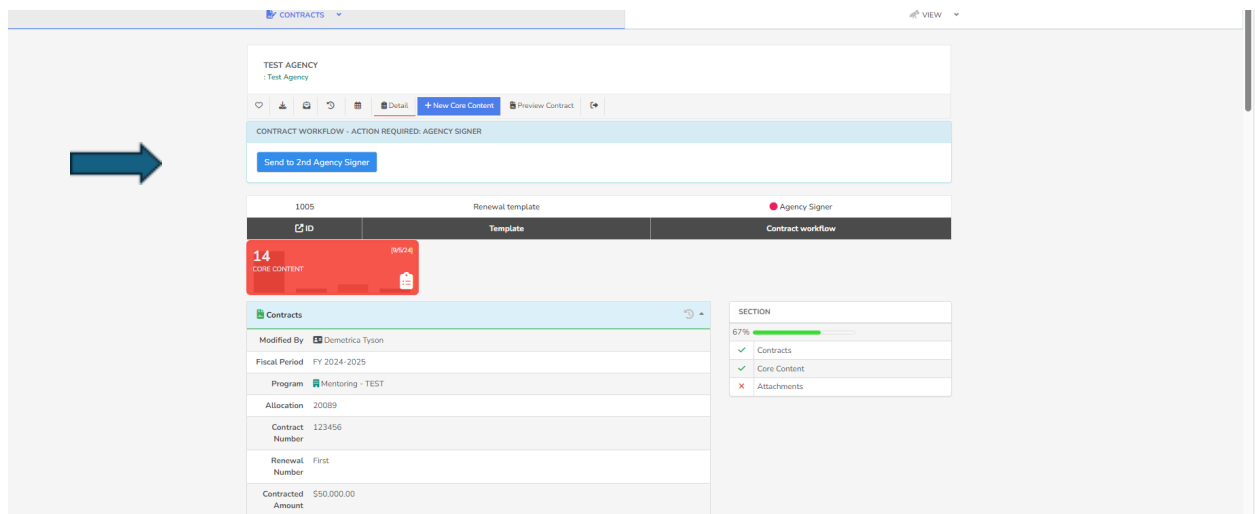 CONTRACTS
VIEW
TEST AGENCY
: Test Agency
Detail
+ New Core Content
Preview Contract
CONTRACT WORKFLOW - ACTION REQUIRED: AGENCY SIGNER
Send to 2nd Agency Signer
1005 Renewal template Agency Signer
ID Template Contract workflow
14 [9/5/24]
CORE CONTENT
Contracts
Modified By Demetrica Tyson
Fiscal Period FY 2024-2025
Program Mentoring - TEST
Allocation 20089
Contract 123456
Number
Renewal First
Number
Contracted $50,000.00
Amount
SECTION
67%
Contracts
Core Content
Attachments